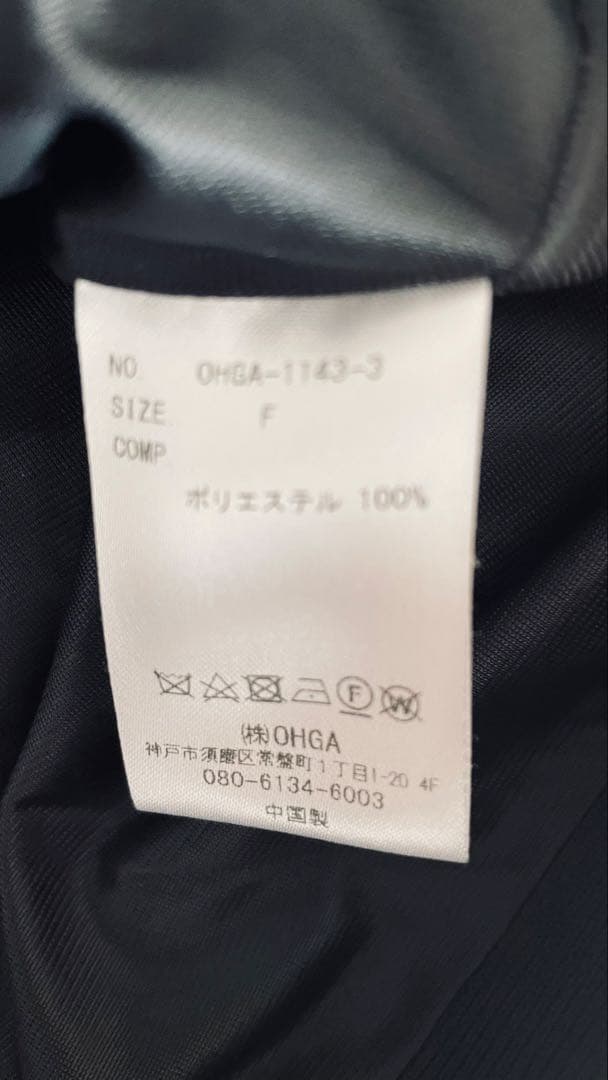 NO. OHGA-1143-3
SIZE F
COMP
ポリエステル 100%
F W
㈱OHGA
神戸市須磨区常盤町1丁目1-20 4F
080-6134-6003
中国製